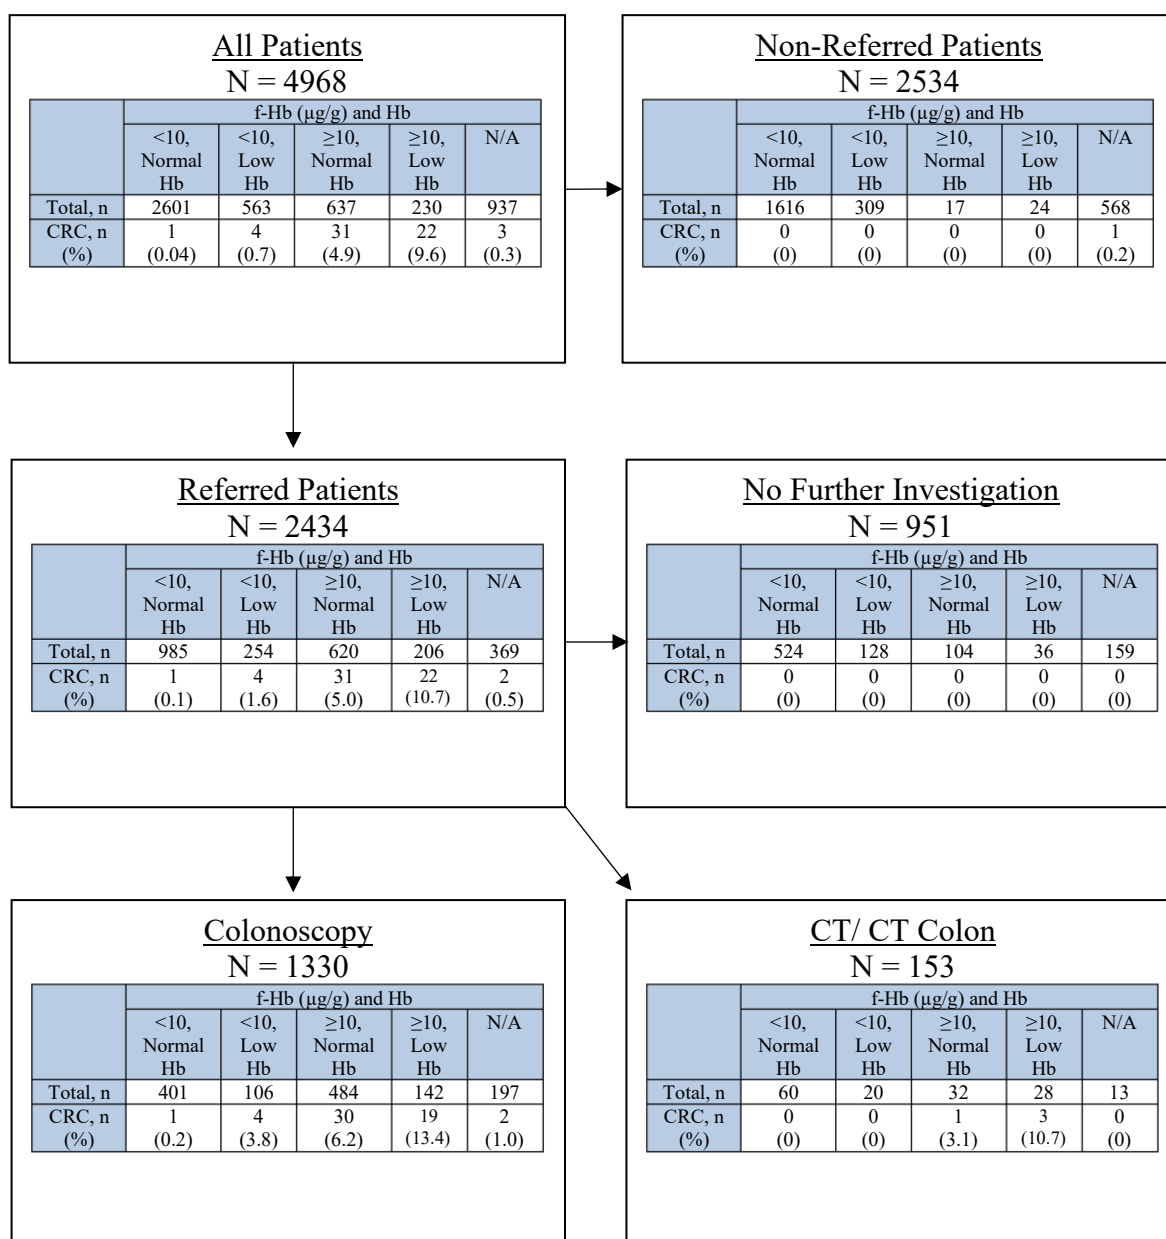 All Patients
N = 4968
f-Hb (µg/g) and Hb
<10, Normal Hb <10, Low Hb ≥10, Normal Hb ≥10, Low Hb N/A
Total, n 2601 563 637 230 937
CRC, n (%) 1 (0.04) 4 (0.7) 31 (4.9) 22 (9.6) 3 (0.3)
Non-Referred Patients
N = 2534
f-Hb (µg/g) and Hb
<10, Normal Hb <10, Low Hb ≥10, Normal Hb ≥10, Low Hb N/A
Total, n 1616 309 17 24 568
CRC, n (%) 0 (0) 0 (0) 0 (0) 0 (0) 1 (0.2)
Referred Patients
N = 2434
f-Hb (µg/g) and Hb
<10, Normal Hb <10, Low Hb ≥10, Normal Hb ≥10, Low Hb N/A
Total, n 985 254 620 206 369
CRC, n (%) 1 (0.1) 4 (1.6) 31 (5.0) 22 (10.7) 2 (0.5)
No Further Investigation
N = 951
f-Hb (µg/g) and Hb
<10, Normal Hb <10, Low Hb ≥10, Normal Hb ≥10, Low Hb N/A
Total, n 524 128 104 36 159
CRC, n (%) 0 (0) 0 (0) 0 (0) 0 (0) 0 (0)
Colonoscopy
N = 1330
f-Hb (µg/g) and Hb
<10, Normal Hb <10, Low Hb ≥10, Normal Hb ≥10, Low Hb N/A
Total, n 401 106 484 142 197
CRC, n (%) 1 (0.2) 4 (3.8) 30 (6.2) 19 (13.4) 2 (1.0)
CT/ CT Colon
N = 153
f-Hb (µg/g) and Hb
<10, Normal Hb <10, Low Hb ≥10, Normal Hb ≥10, Low Hb N/A
Total, n 60 20 32 28 13
CRC, n (%) 0 (0) 0 (0) 1 (3.1) 3 (10.7) 0 (0)